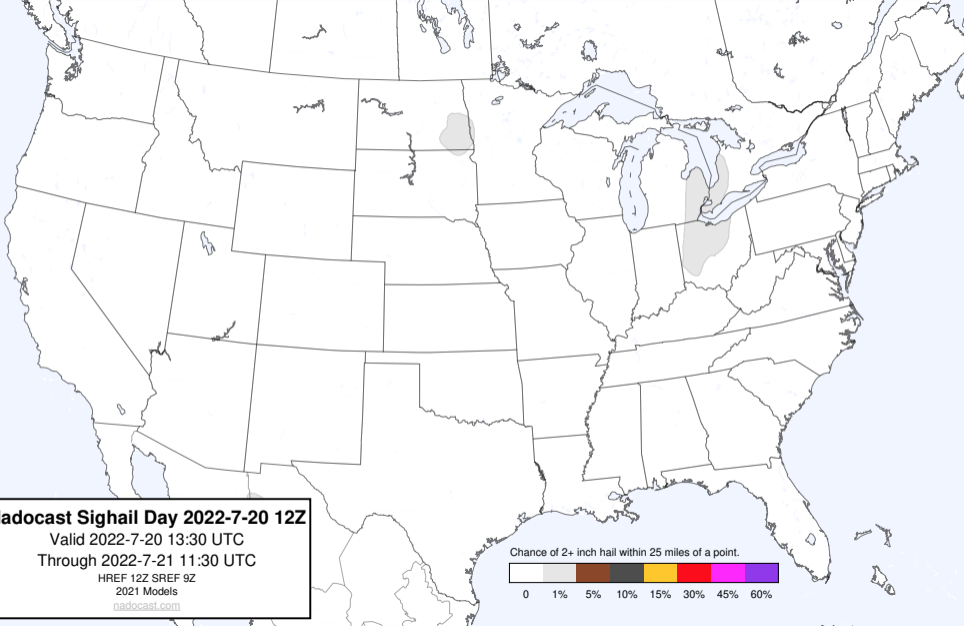 adocast Sighail Day 2022-7-20 12Z
Valid 2022-7-20 13:30 UTC
Through 2022-7-21 11:30 UTC
HREF 12Z SREF 9Z
2021 Models
nadocast.com
Chance of 2+ inch hail within 25 miles of a point.
0 1% 5% 10% 15% 30% 45% 60%